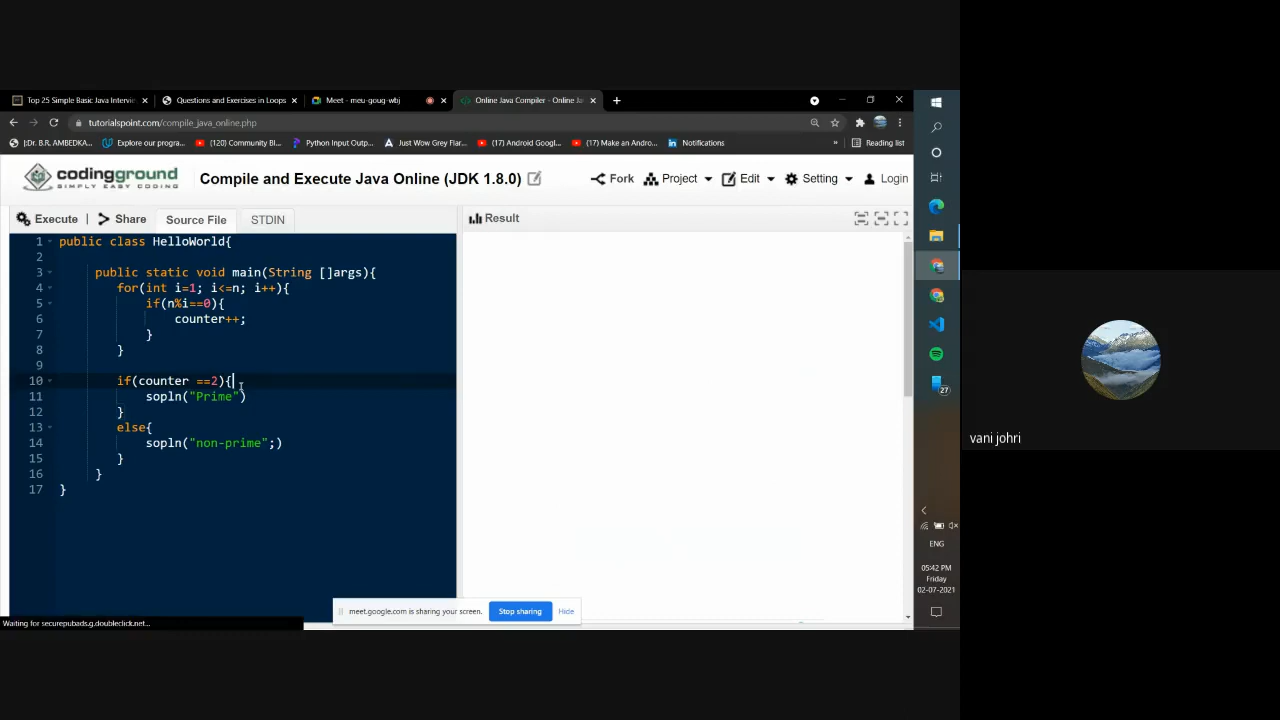 Top 25 Simple Basic Java Intervie
Questions and Exercises in Loops
Meet - meu-goug-wbj
Online Java Compiler - Online Ja
tutorialspoint.com/compile_java_online.php
|:Dr. B.R. AMBEDKA...
Explore our progra...
(120) Community Bl...
Python Input Outp...
Just Wow Grey Flar...
(17) Android Googl...
(17) Make an Andro...
Notifications
»
Reading list
codingground
SIMPLY EASY CODING
Compile and Execute Java Online (JDK 1.8.0)
Fork
Project
Edit
Setting
Login
Execute | Share
Source File
STDIN
Result
1 public class HelloWorld{
2
3 public static void main(String []args){
4 for(int i=1; i<=n; i++){
5 if(n%i==0){
6 counter++;
7 }
8 }
9
10 if(counter ==2){
11 sopln("Prime")
12 }
13 else{
14 sopln("non-prime";)
15 }
16 }
17 }
meet.google.com is sharing your screen.
Stop sharing
Hide
Waiting for securepubads.g.doubleclick.net...
27
ENG
05:42 PM
Friday
02-07-2021
vani johri